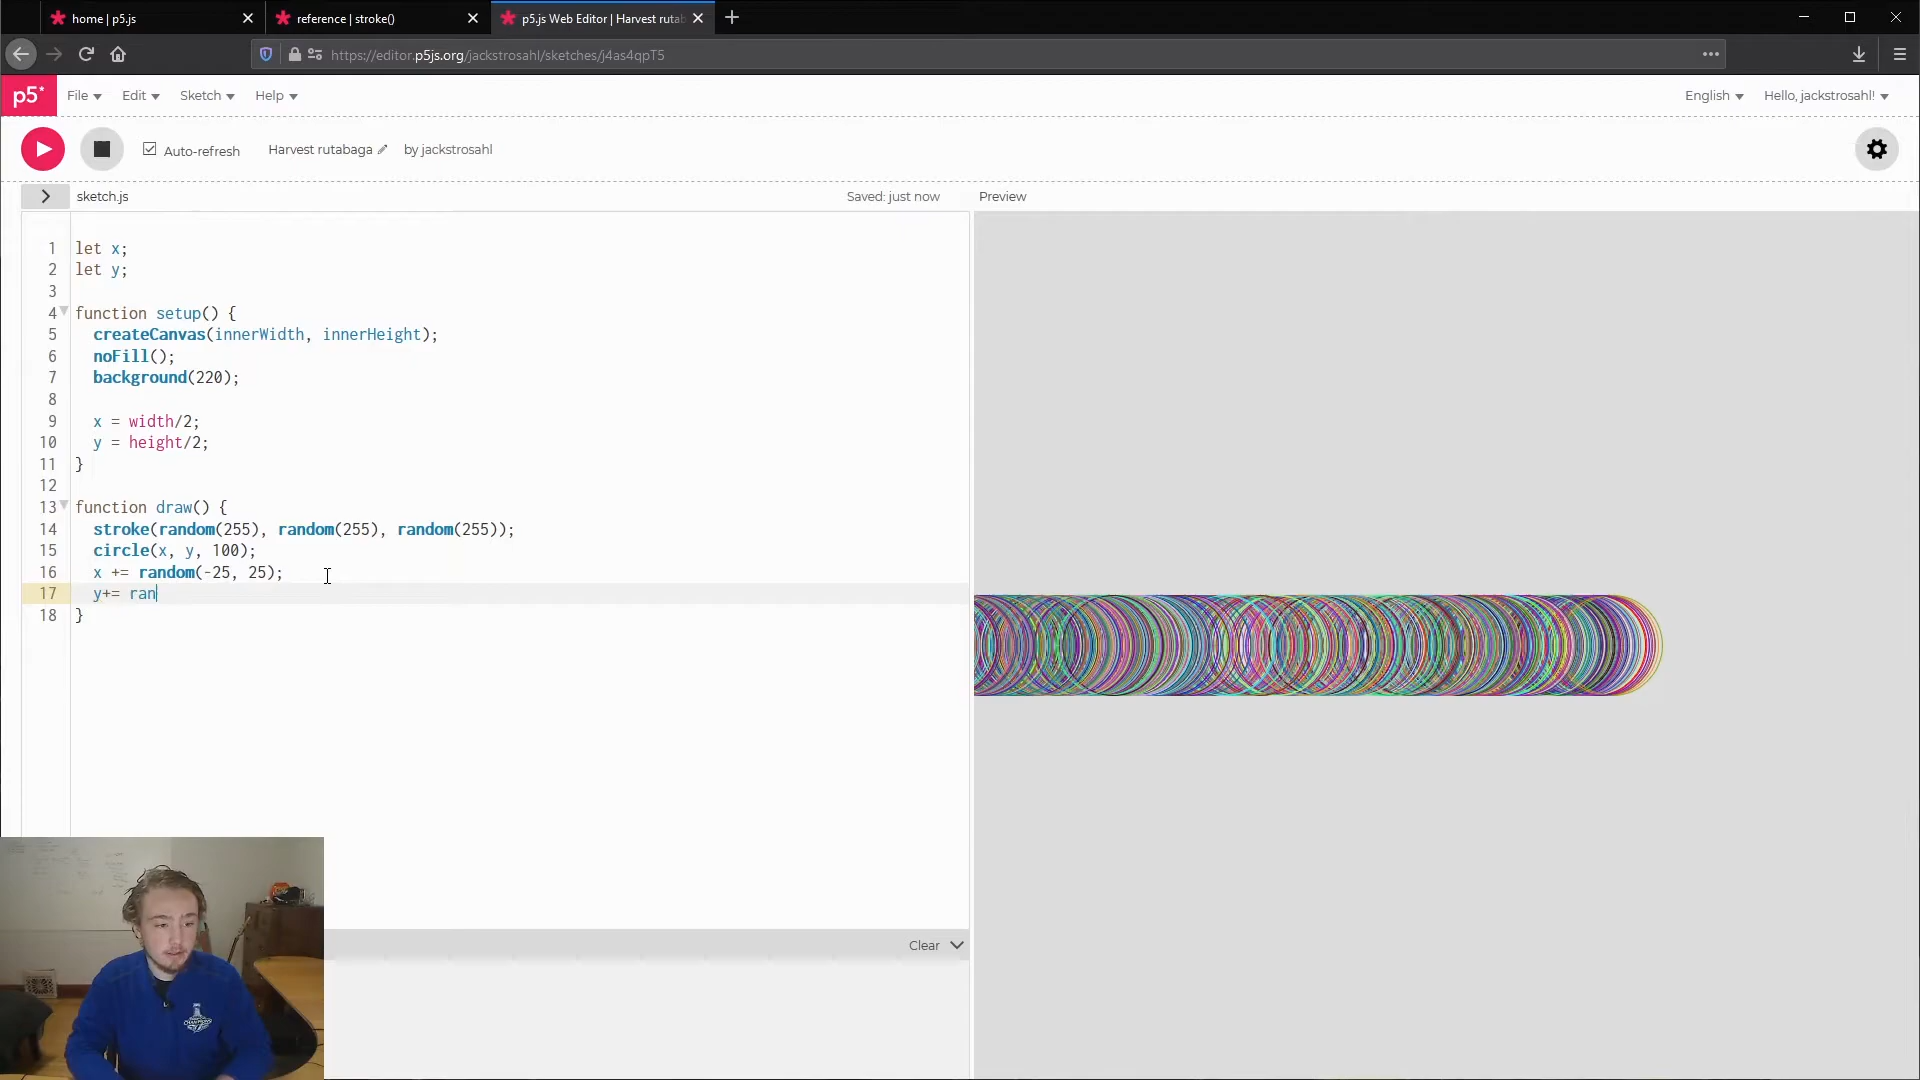 home | p5.js
reference | stroke()
p5.js Web Editor | Harvest rutab
https://editor.p5js.org/jackstrosahl/sketches/j4as4qpT5
p5*
File
Edit
Sketch
Help
English
Hello, jackstrosahl!
Auto-refresh
Harvest rutabaga
by jackstrosahl
sketch.js
Saved: just now
Preview
1 let x;
2 let y;
3
4 function setup() {
5 createCanvas(innerWidth, innerHeight);
6 noFill();
7 background(220);
8
9 x = width/2;
10 y = height/2;
11 }
12
13 function draw() {
14 stroke(random(255), random(255), random(255));
15 circle(x, y, 100);
16 x += random(-25, 25);
17 y+= ran
18 }
Clear